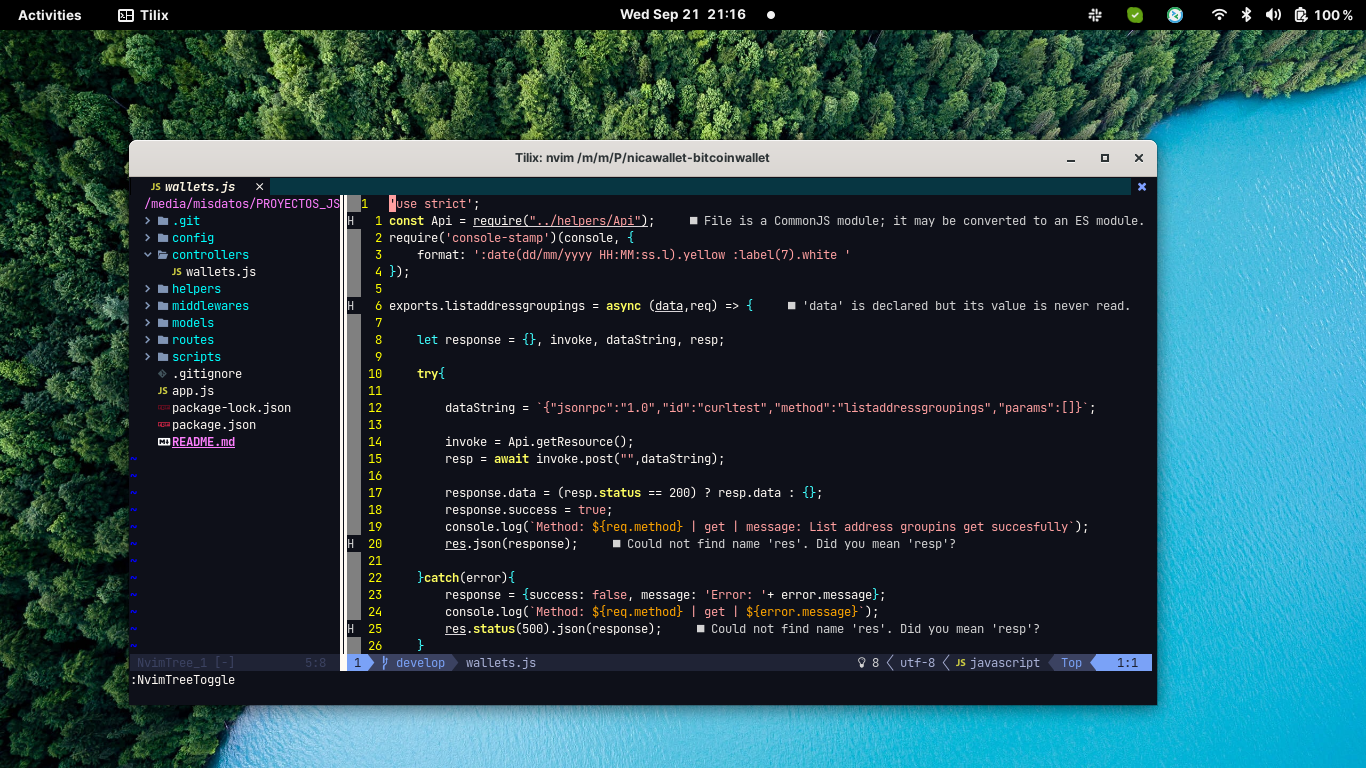 Activities Tilix Wed Sep 21 21:16 100 %
Tilix: nvim /m/m/P/nicawallet-bitcoinwallet
JS wallets.js
/media/misdatos/PROYECTOS_JS
.git
config
controllers
JS wallets.js
helpers
middlewares
models
routes
scripts
.gitignore
JS app.js
package-lock.json
package.json
README.md
1 'use strict';
H 1 const Api = require("../helpers/Api"); ■ File is a CommonJS module; it may be converted to an ES module.
2 require('console-stamp')(console, {
3 format: ':date(dd/mm/yyyy HH:MM:ss.l).yellow :label(7).white '
4 });
5
H 6 exports.listaddressgroupings = async (data,req) => { ■ 'data' is declared but its value is never read.
7
8 let response = {}, invoke, dataString, resp;
9
10 try{
11
12 dataString = `{"jsonrpc":"1.0","id":"curltest","method":"listaddressgroupings","params":[]}`;
13
14 invoke = Api.getResource();
15 resp = await invoke.post("",dataString);
16
17 response.data = (resp.status == 200) ? resp.data : {};
18 response.success = true;
19 console.log(`Method: ${req.method} | get | message: List address groupins get succesfully`);
H 20 res.json(response); ■ Could not find name 'res'. Did you mean 'resp'?
21
22 }catch(error){
23 response = {success: false, message: 'Error: '+ error.message};
24 console.log(`Method: ${req.method} | get | ${error.message}`);
H 25 res.status(500).json(response); ■ Could not find name 'res'. Did you mean 'resp'?
26 }
NvimTree_1 [-] 5:8 1 develop wallets.js 8 utf-8 JS javascript Top 1:1
:NvimTreeToggle